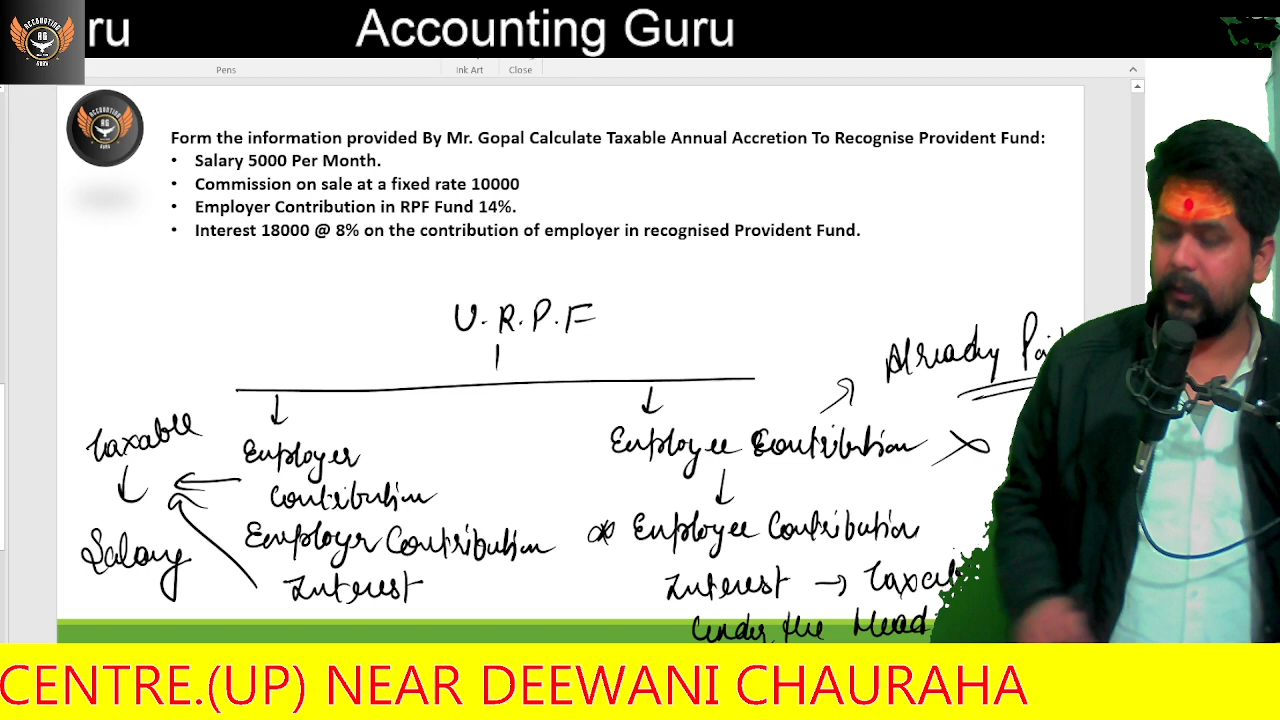 ru Accounting Guru
Pens Ink Art Close
Form the information provided By Mr. Gopal Calculate Taxable Annual Accretion To Recognise Provident Fund:
• Salary 5000 Per Month.
• Commission on sale at a fixed rate 10000
• Employer Contribution in RPF Fund 14%.
• Interest 18000 @ 8% on the contribution of employer in recognised Provident Fund.
U.R.P.F
Already
Taxable
Salary
Employer
Contribution
Employer Contribution
Interest
Employee Contribution
Employee Contribution
Interest →
Under the Head
CENTRE.(UP) NEAR DEEWANI CHAURAHA